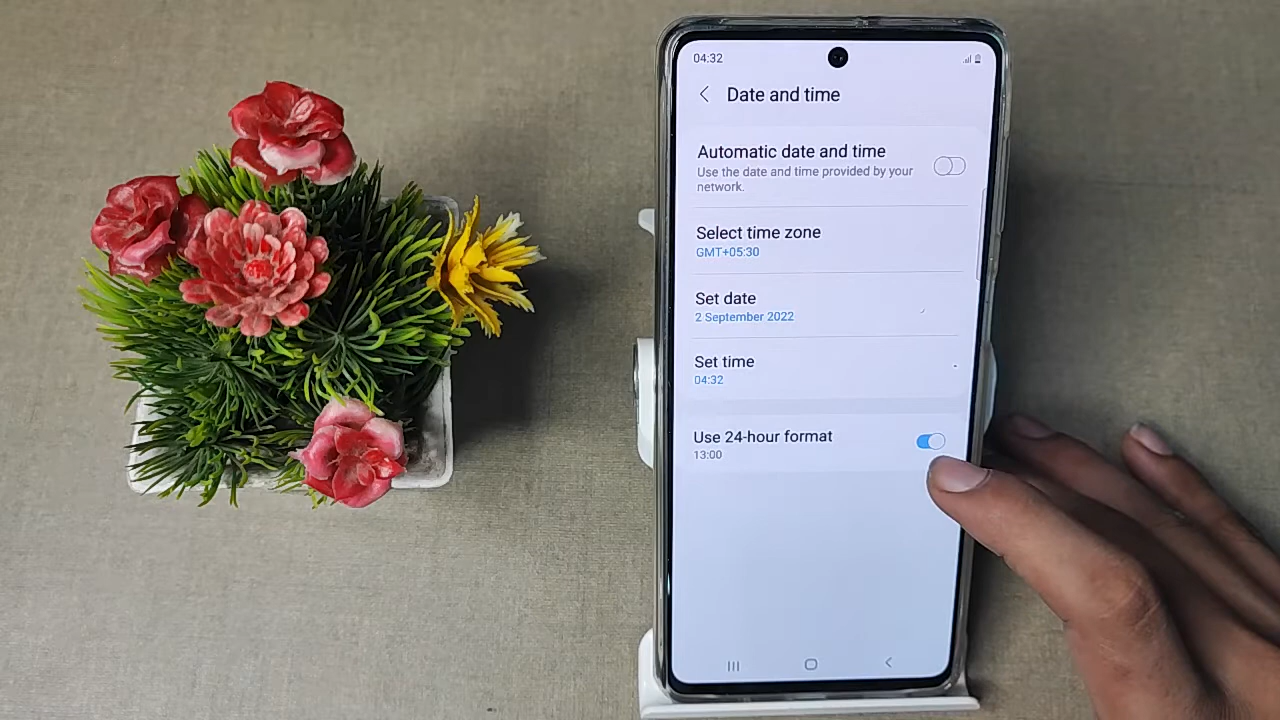 04:32
Date and time
Automatic date and time
Use the date and time provided by your
network.
Select time zone
GMT+05:30
Set date
2 September 2022
Set time
04:32
Use 24-hour format
13:00